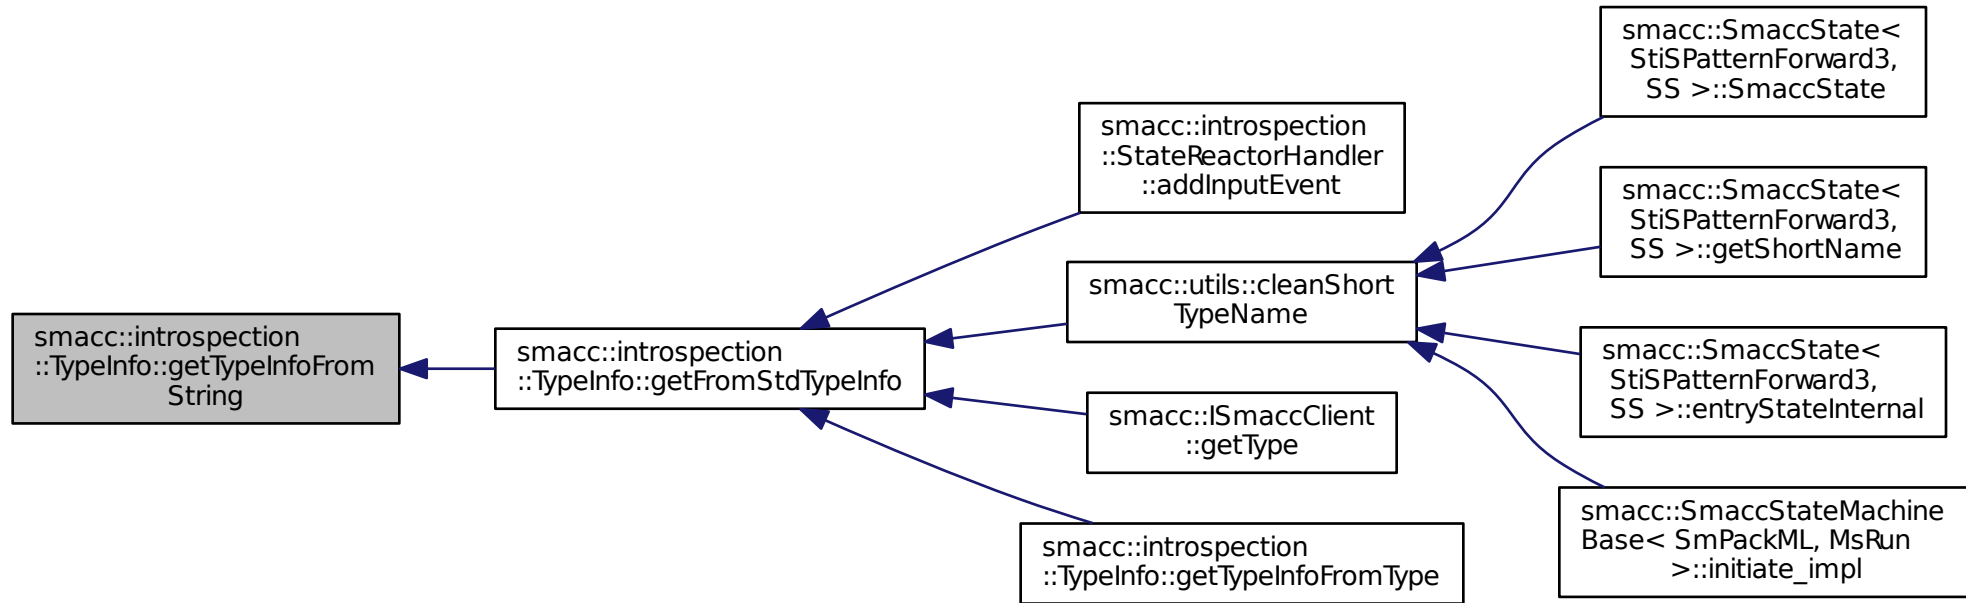 smacc::introspection
::TypeInfo::getTypeInfoFrom
String
smacc::introspection
::TypeInfo::getFromStdTypeInfo
smacc::introspection
::StateReactorHandler
::addInputEvent
smacc::utils::cleanShort
TypeName
smacc::ISmaccClient
::getType
smacc::introspection
::TypeInfo::getTypeInfoFromType
smacc::SmaccState<
StiSPatternForward3,
SS >::SmaccState
smacc::SmaccState<
StiSPatternForward3,
SS >::getShortName
smacc::SmaccState<
StiSPatternForward3,
SS >::entryStateInternal
smacc::SmaccStateMachine
Base< SmPackML, MsRun
>::initiate_impl